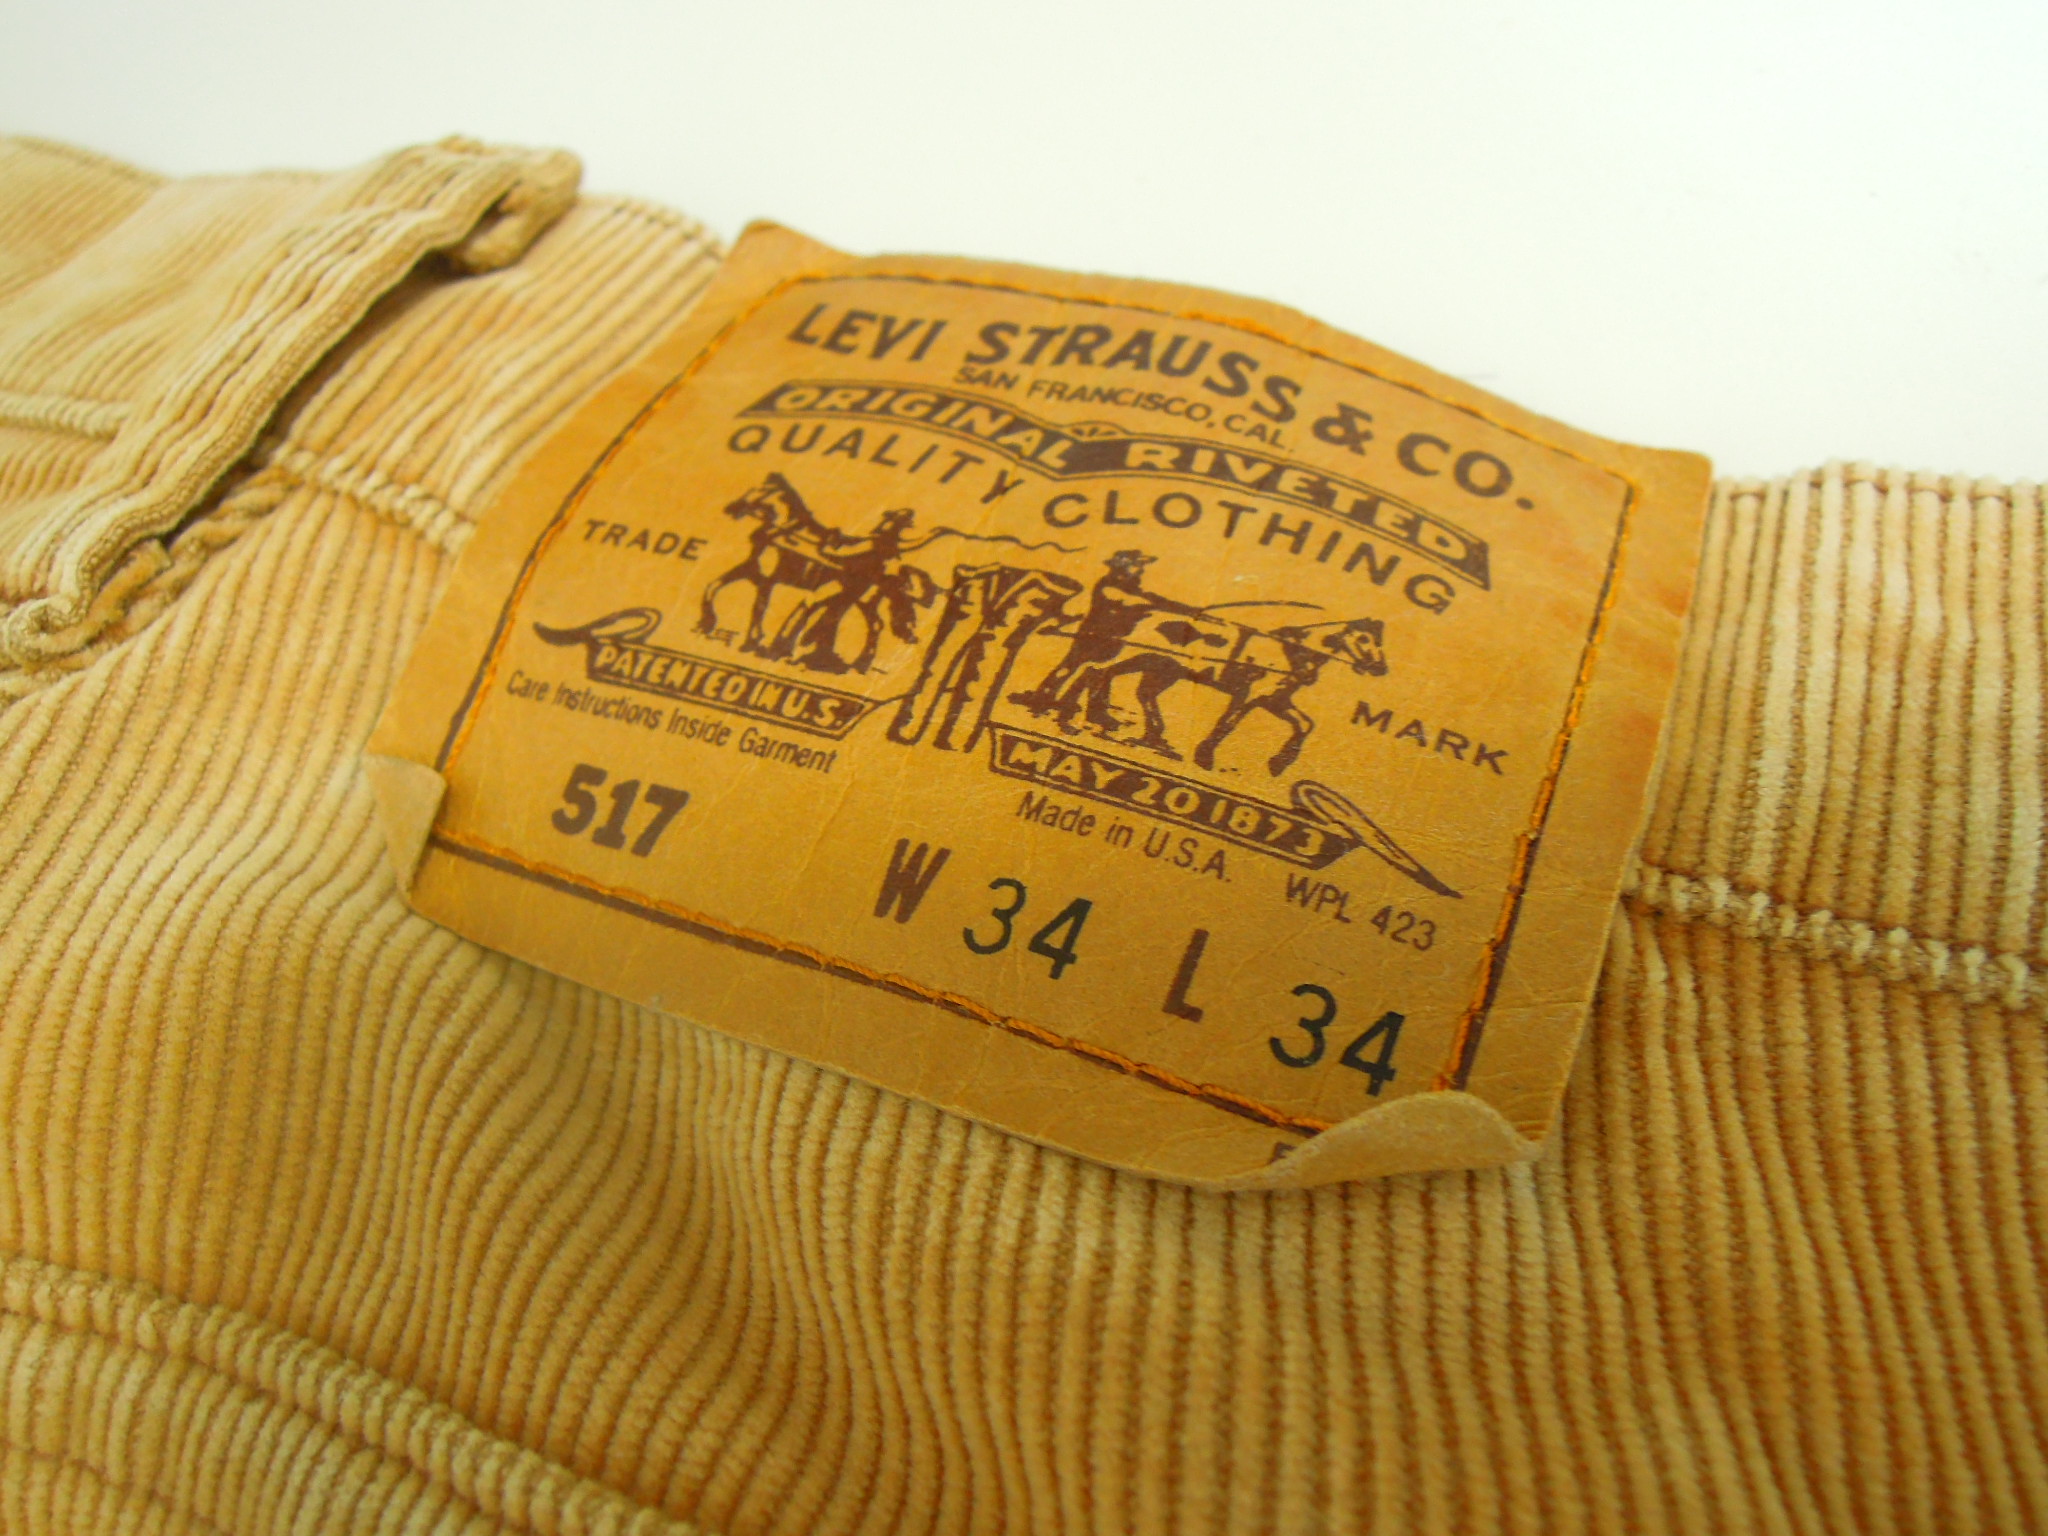 LEVI STRAUSS & CO.
SAN FRANCISCO, CAL.
ORIGINAL RIVETED
QUALITY CLOTHING
TRADE MARK
PATENTED IN U.S. MAY 20 1873
Care Instructions Inside Garment
Made in U.S.A. WPL 423
517 W 34 L 34